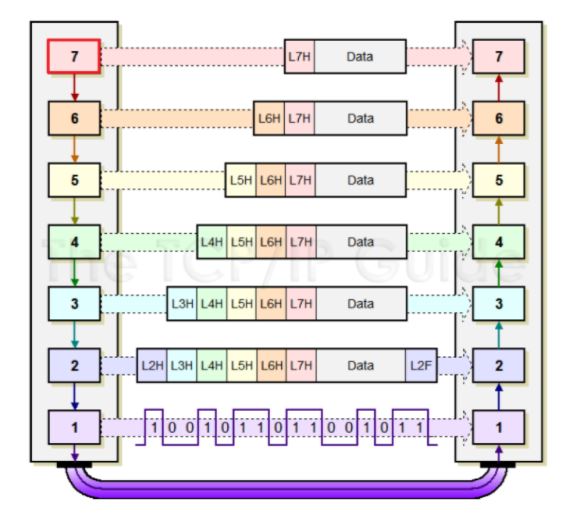 7 L7H Data 7
6 L6H L7H Data 6
5 L5H L6H L7H Data 5
4 L4H L5H L6H L7H Data 4
The TCP/IP Guide
3 L3H L4H L5H L6H L7H Data 3
2 L2H L3H L4H L5H L6H L7H Data L2F 2
1 1 0 0 1 0 1 1 0 1 1 0 0 1 0 1 1 1